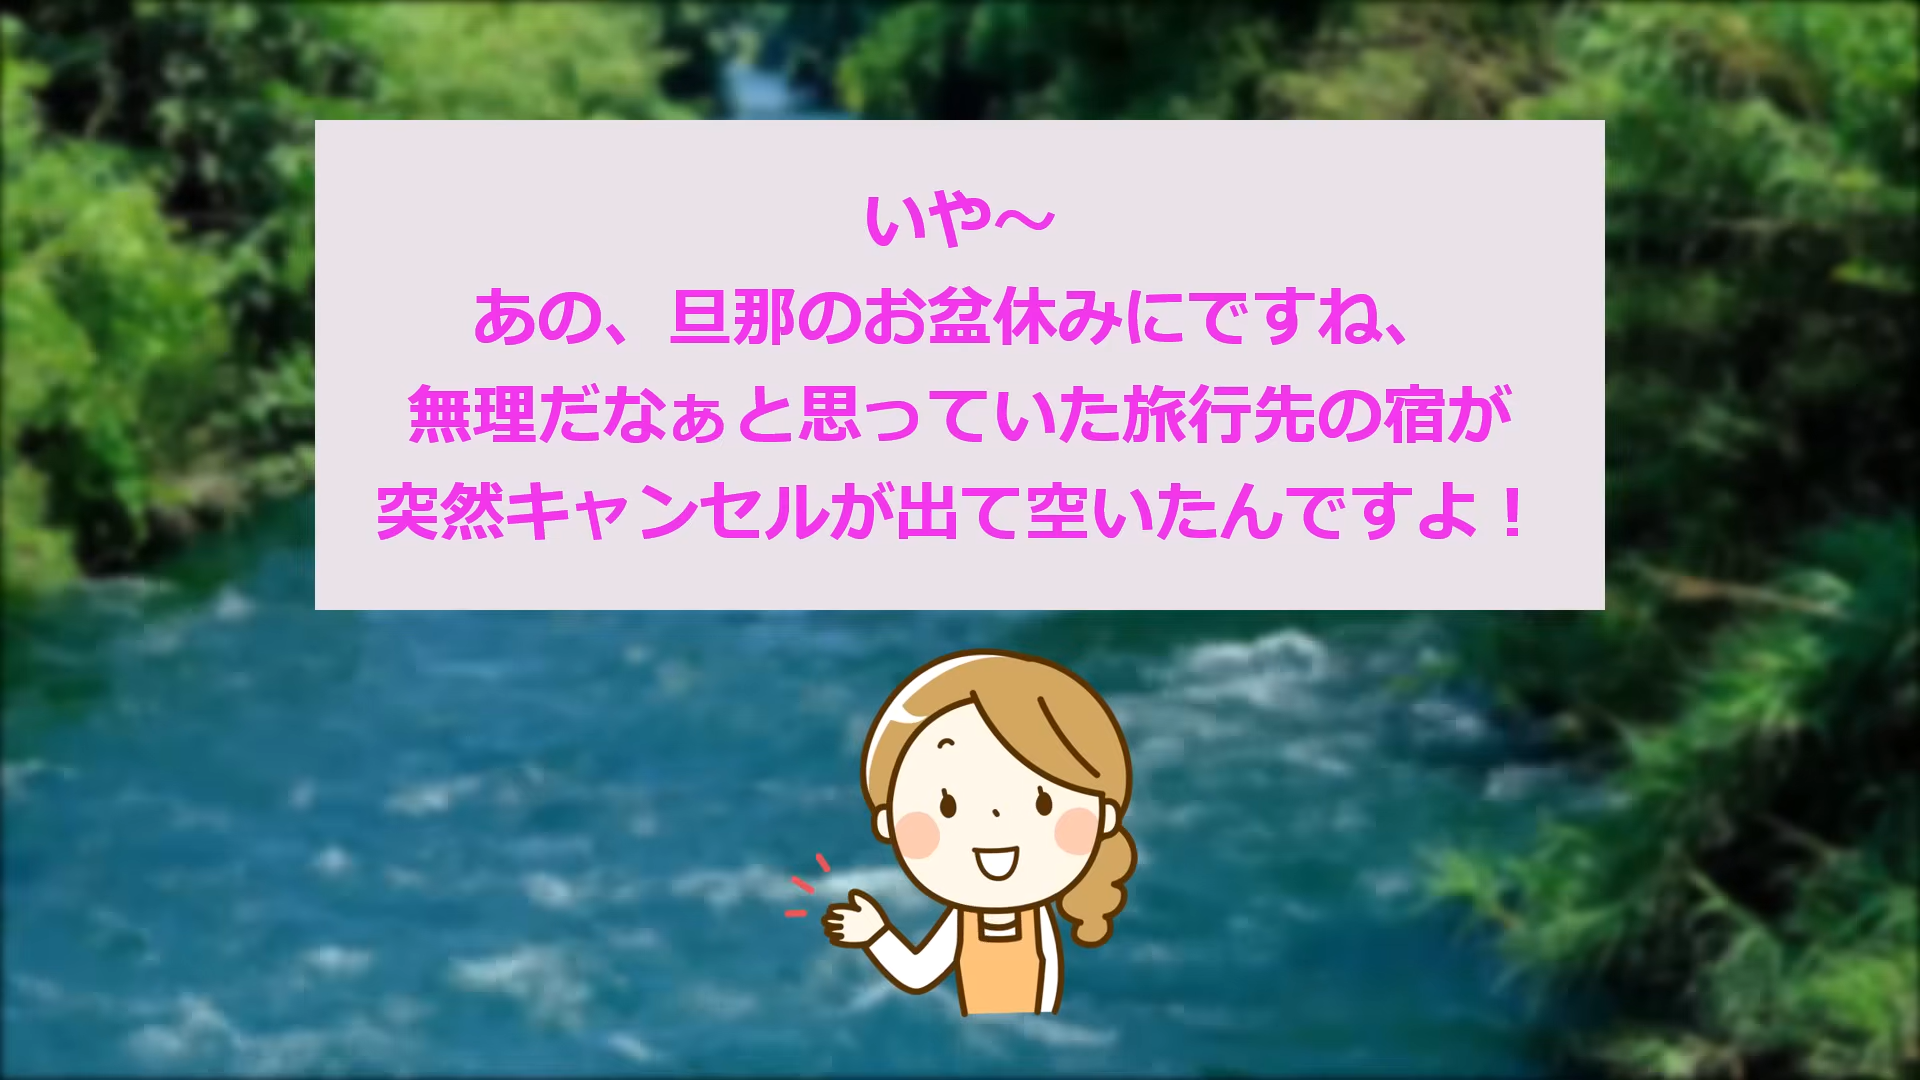 いや～
あの、旦那のお盆休みにですね、
無理だなぁと思っていた旅行先の宿が
突然キャンセルが出て空いたんですよ！